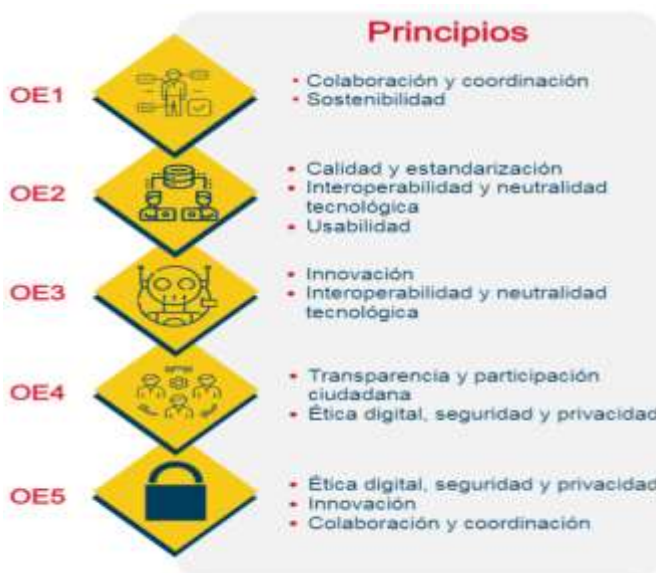 Principios
OE1
• Colaboración y coordinación
• Sostenibilidad
OE2
• Calidad y estandarización
• Interoperabilidad y neutralidad
tecnológica
• Usabilidad
OE3
• Innovación
• Interoperabilidad y neutralidad
tecnológica
OE4
• Transparencia y participación
ciudadana
• Ética digital, seguridad y privacidad
OE5
• Ética digital, seguridad y privacidad
• Innovación
• Colaboración y coordinación